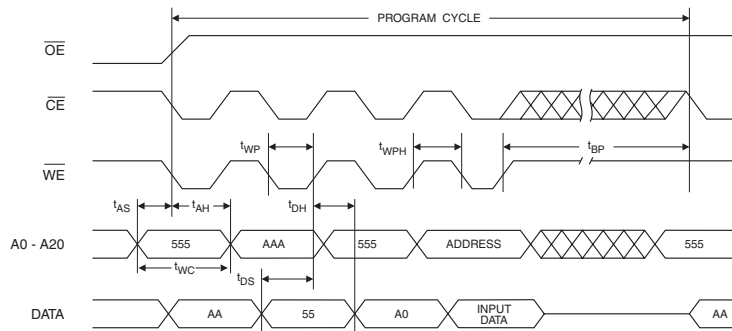 PROGRAM CYCLE
OE
CE
tWP
tWPH
tBP
WE
tAS
tAH
tDH
A0 - A20
555
AAA
555
ADDRESS
555
tWC
tDS
DATA
AA
55
A0
INPUT
DATA
AA